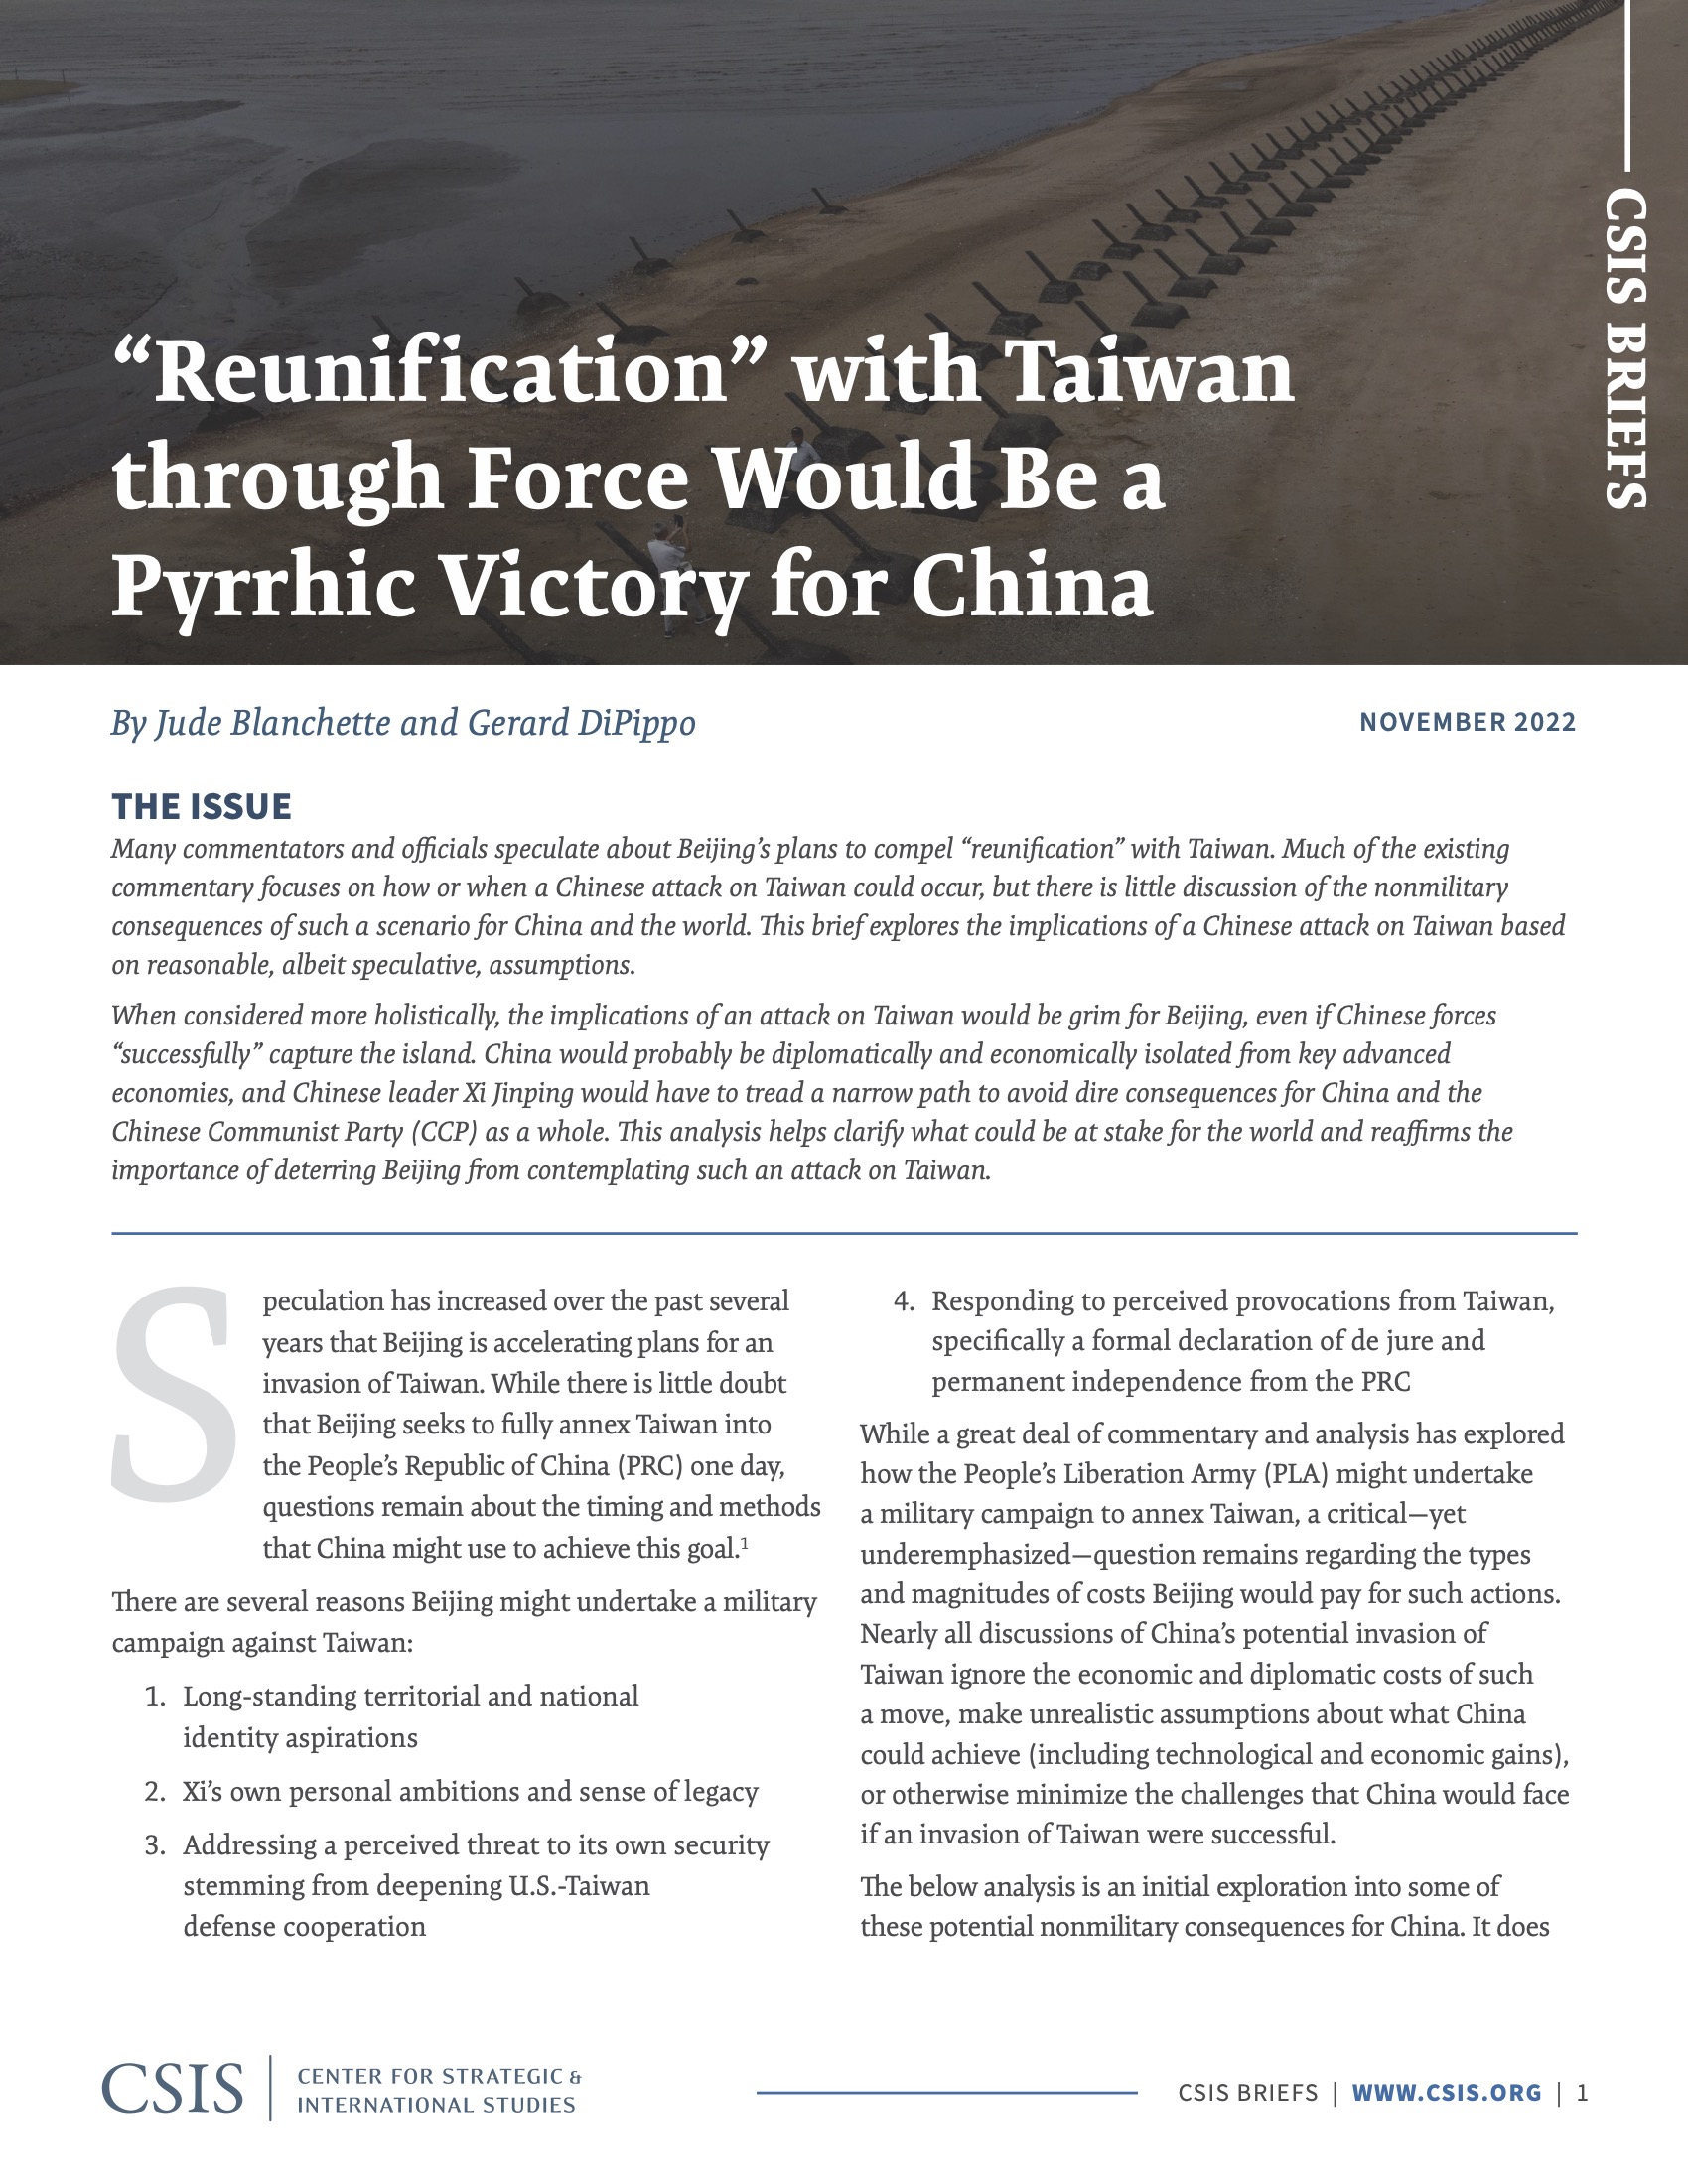 CSIS BRIEFS
“Reunification” with Taiwan
through Force Would Be a
Pyrrhic Victory for China
By Jude Blanchette and Gerard DiPippo
NOVEMBER 2022
THE ISSUE
Many commentators and officials speculate about Beijing’s plans to compel “reunification” with Taiwan. Much of the existing
commentary focuses on how or when a Chinese attack on Taiwan could occur, but there is little discussion of the nonmilitary
consequences of such a scenario for China and the world. This brief explores the implications of a Chinese attack on Taiwan based
on reasonable, albeit speculative, assumptions.
When considered more holistically, the implications of an attack on Taiwan would be grim for Beijing, even if Chinese forces
“successfully” capture the island. China would probably be diplomatically and economically isolated from key advanced
economies, and Chinese leader Xi Jinping would have to tread a narrow path to avoid dire consequences for China and the
Chinese Communist Party (CCP) as a whole. This analysis helps clarify what could be at stake for the world and reaffirms the
importance of deterring Beijing from contemplating such an attack on Taiwan.
Speculation has increased over the past several
years that Beijing is accelerating plans for an
invasion of Taiwan. While there is little doubt
that Beijing seeks to fully annex Taiwan into
the People’s Republic of China (PRC) one day,
questions remain about the timing and methods
that China might use to achieve this goal.1
There are several reasons Beijing might undertake a military
campaign against Taiwan:
1. Long-standing territorial and national
identity aspirations
2. Xi’s own personal ambitions and sense of legacy
3. Addressing a perceived threat to its own security
stemming from deepening U.S.-Taiwan
defense cooperation
4. Responding to perceived provocations from Taiwan,
specifically a formal declaration of de jure and
permanent independence from the PRC
While a great deal of commentary and analysis has explored
how the People’s Liberation Army (PLA) might undertake
a military campaign to annex Taiwan, a critical—yet
underemphasized—question remains regarding the types
and magnitudes of costs Beijing would pay for such actions.
Nearly all discussions of China’s potential invasion of
Taiwan ignore the economic and diplomatic costs of such
a move, make unrealistic assumptions about what China
could achieve (including technological and economic gains),
or otherwise minimize the challenges that China would face
if an invasion of Taiwan were successful.
The below analysis is an initial exploration into some of
these potential nonmilitary consequences for China. It does
CSIS | CENTER FOR STRATEGIC &
INTERNATIONAL STUDIES
CSIS BRIEFS | WWW.CSIS.ORG | 1